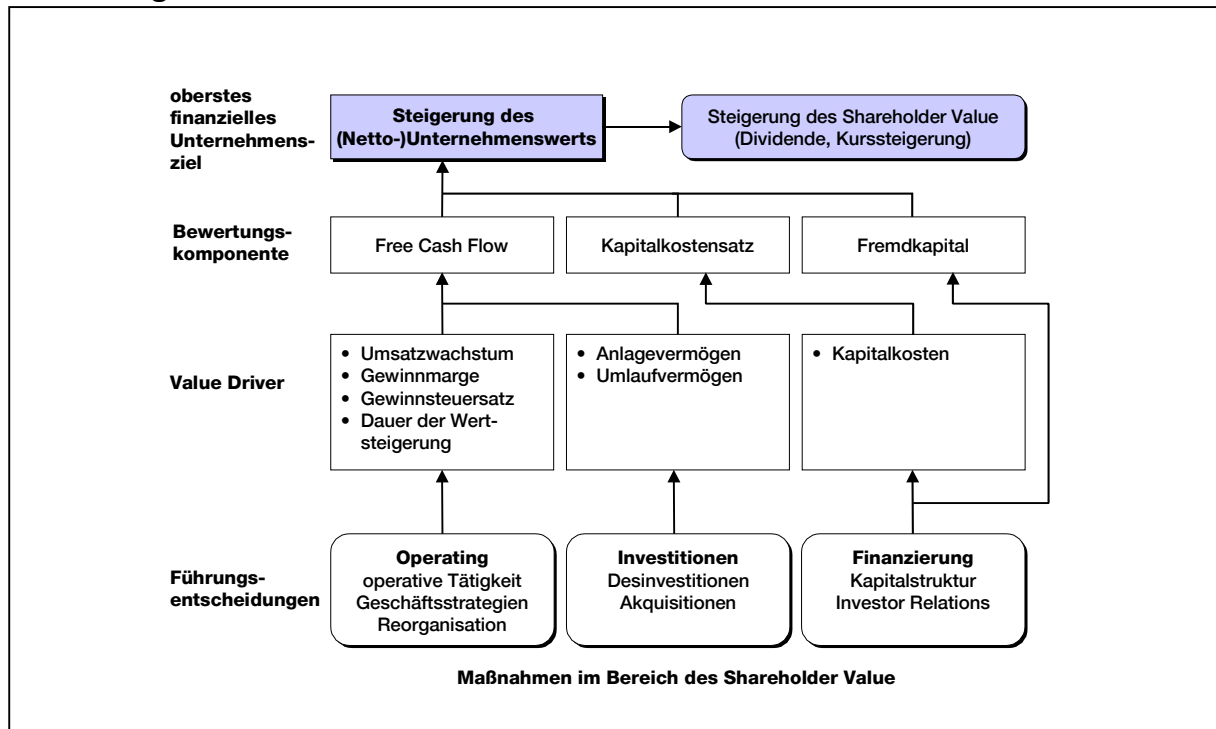 oberstes
finanzielles
Unternehmens-
ziel
Steigerung des
(Netto-)Unternehmenswerts
Steigerung des Shareholder Value
(Dividende, Kurssteigerung)
Bewertungs-
komponente
Free Cash Flow
Kapitalkostensatz
Fremdkapital
Value Driver
• Umsatzwachstum
• Gewinnmarge
• Gewinnsteuersatz
• Dauer der Wert-
steigerung
• Anlagevermögen
• Umlaufvermögen
• Kapitalkosten
Führungs-
entscheidungen
Operating
operative Tätigkeit
Geschäftsstrategien
Reorganisation
Investitionen
Desinvestitionen
Akquisitionen
Finanzierung
Kapitalstruktur
Investor Relations
Maßnahmen im Bereich des Shareholder Value